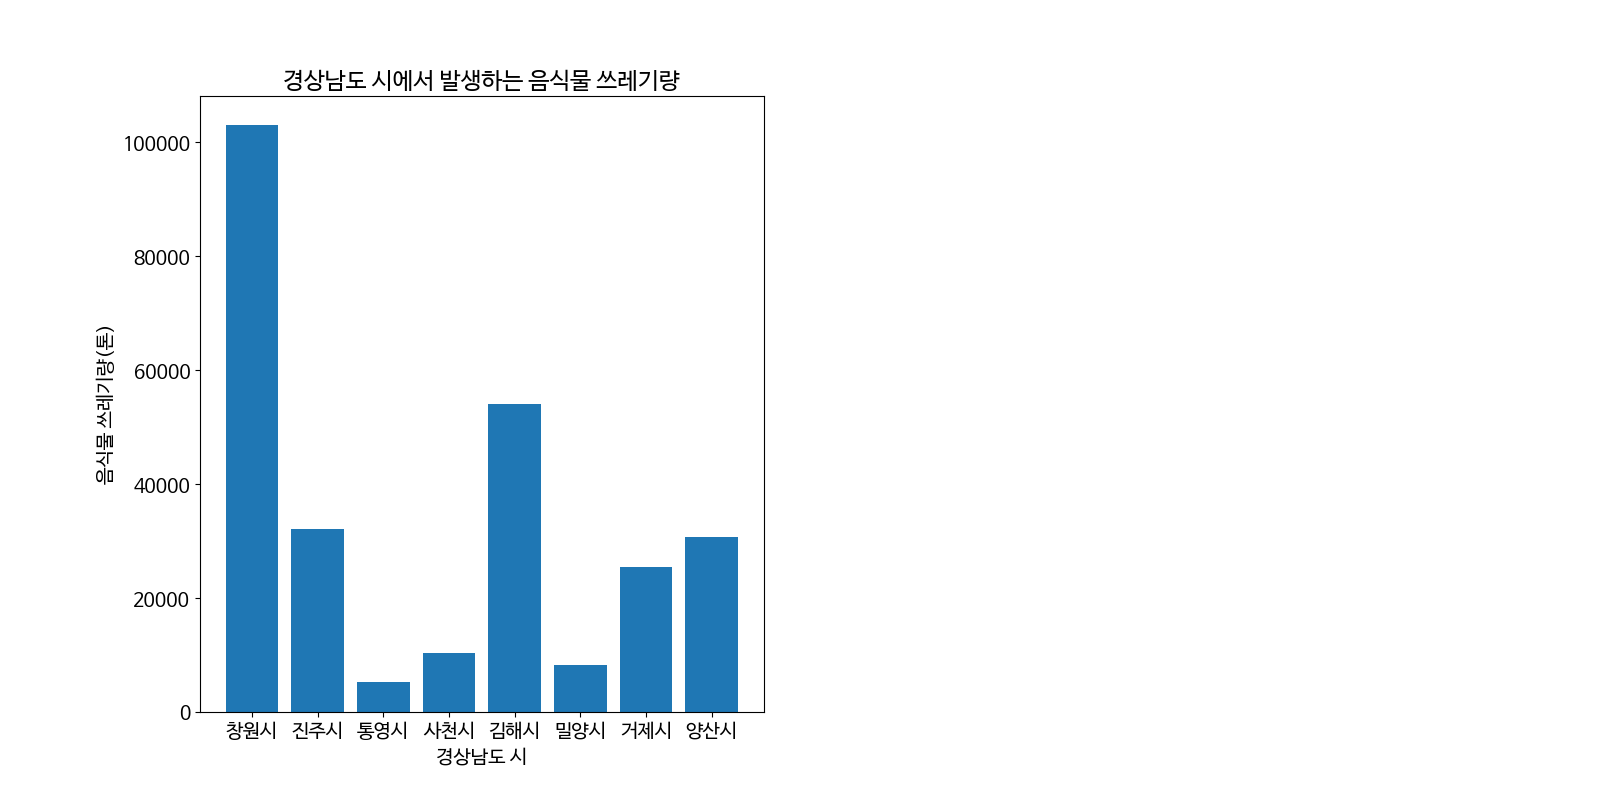 경상남도 시에서 발생하는 음식물 쓰레기량
100000
80000
60000
40000
20000
0
음식물 쓰레기량(톤)
창원시 진주시 통영시 사천시 김해시 밀양시 거제시 양산시
경상남도 시